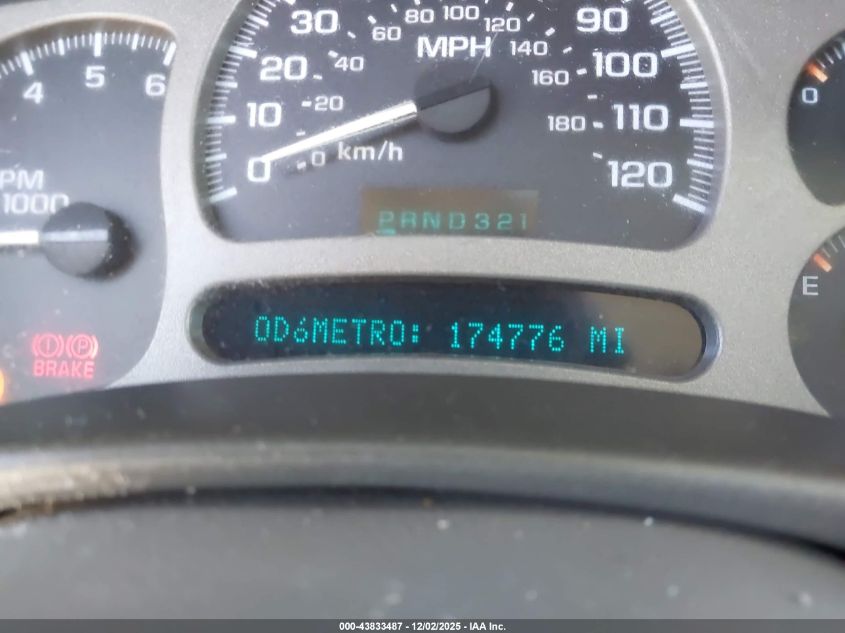 80 100 120
30 60 140 90
MPH
20 40 160 100
10 20 180 110
0 0 km/h 120
4 5 6
PM
1000
PRND321
ODóMETRO: 174776 MI
BRAKE
0
E
000-43833487 - 12/02/2025 - IAA Inc.